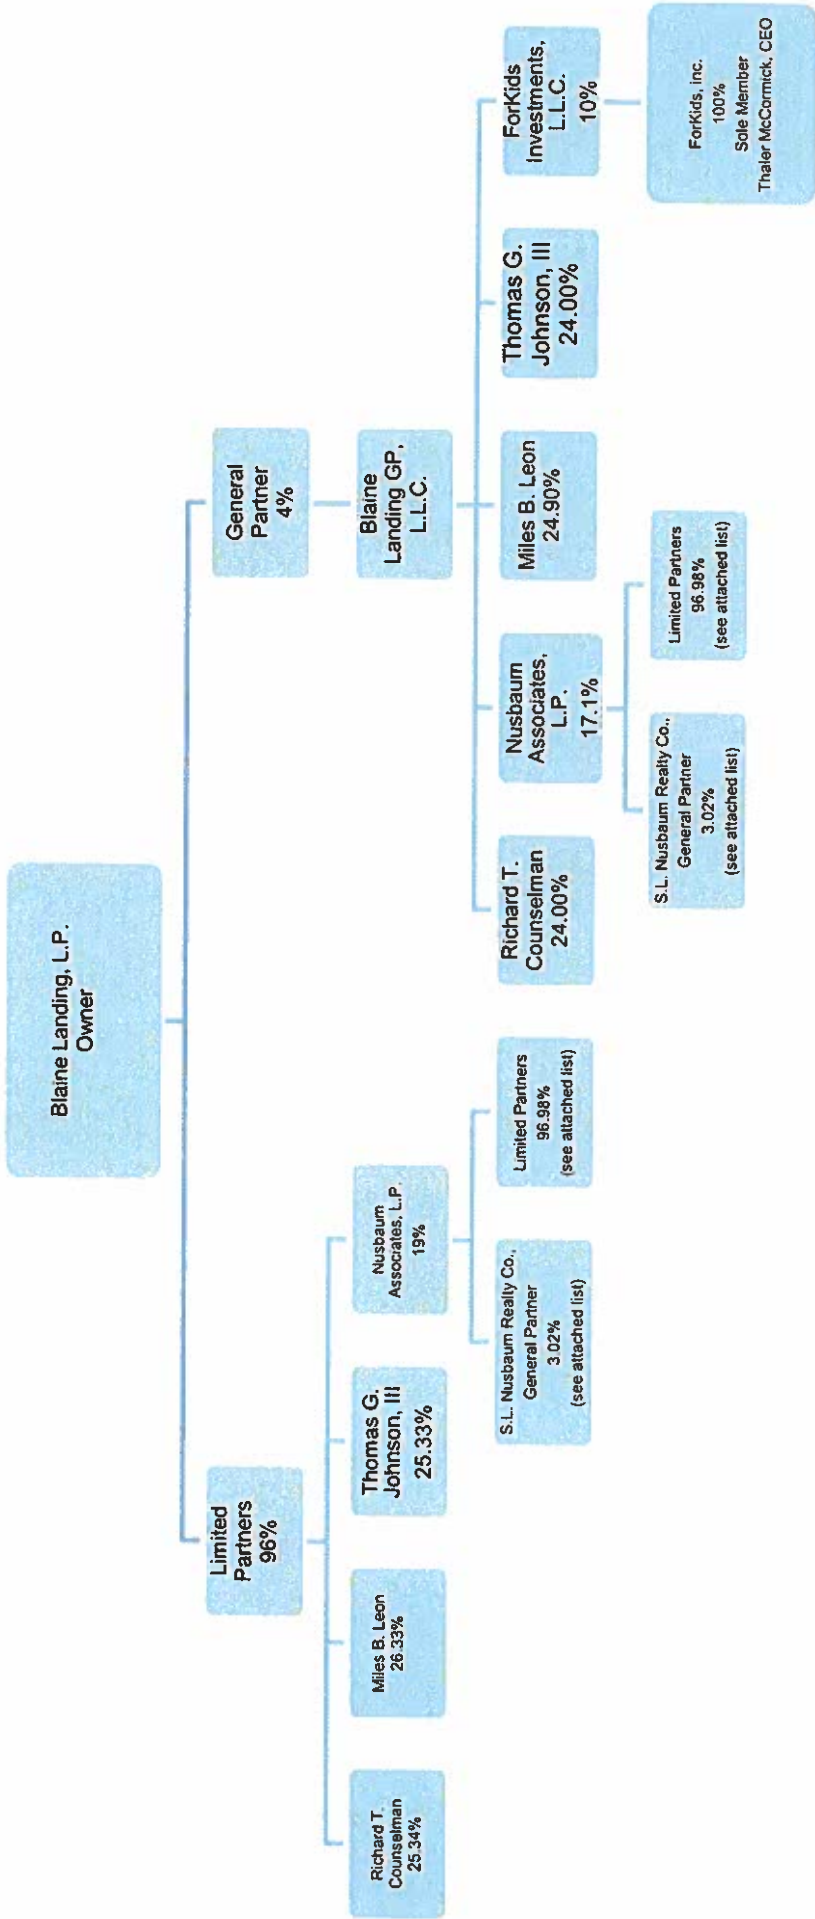 Blaine Landing, L.P.
Owner
Limited
Partners
96%
General
Partner
4%
Richard T.
Counselman
25.34%
Miles B. Leon
26.33%
Thomas G.
Johnson, III
25.33%
Nusbaum
Associates, L.P.
19%
Blaine
Landing GP,
L.L.C.
S.L. Nusbaum Realty Co.,
General Partner
3.02%
(see attached list)
Limited Partners
96.98%
(see attached list)
Richard T.
Counselman
24.00%
Nusbaum
Associates,
L.P.
17.1%
Miles B. Leon
24.90%
Thomas G.
Johnson, III
24.00%
ForKids
Investments,
L.L.C.
10%
S.L. Nusbaum Realty Co.,
General Partner
3.02%
(see attached list)
Limited Partners
96.98%
(see attached list)
ForKids, inc.
100%
Sole Member
Thaler McCormick, CEO